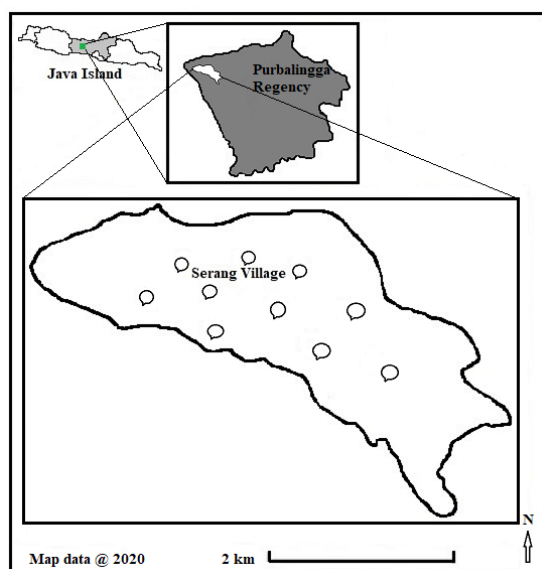 Java Island
Purbalingga
Regency
Serang Village
N
Map data @ 2020
2 km